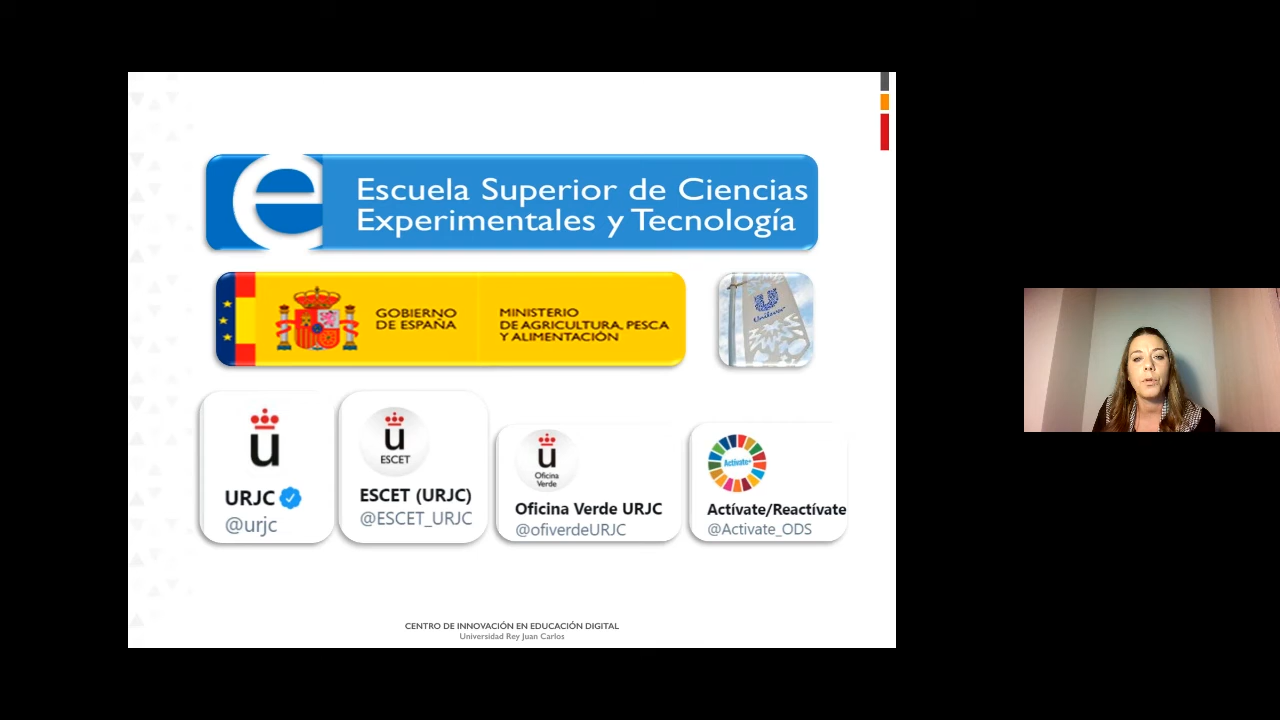 Escuela Superior de Ciencias
Experimentales y Tecnología
GOBIERNO
DE ESPAÑA
MINISTERIO
DE AGRICULTURA, PESCA
Y ALIMENTACIÓN
Unilever
u
URJC
@urjc
u
ESCET
ESCET (URJC)
@ESCET_URJC
u
Oficina
Verde
Oficina Verde URJC
@ofiverdeURJC
Actívate+
Actívate/Reactívate
@Activate_ODS
CENTRO DE INNOVACIÓN EN EDUCACIÓN DIGITAL
Universidad Rey Juan Carlos